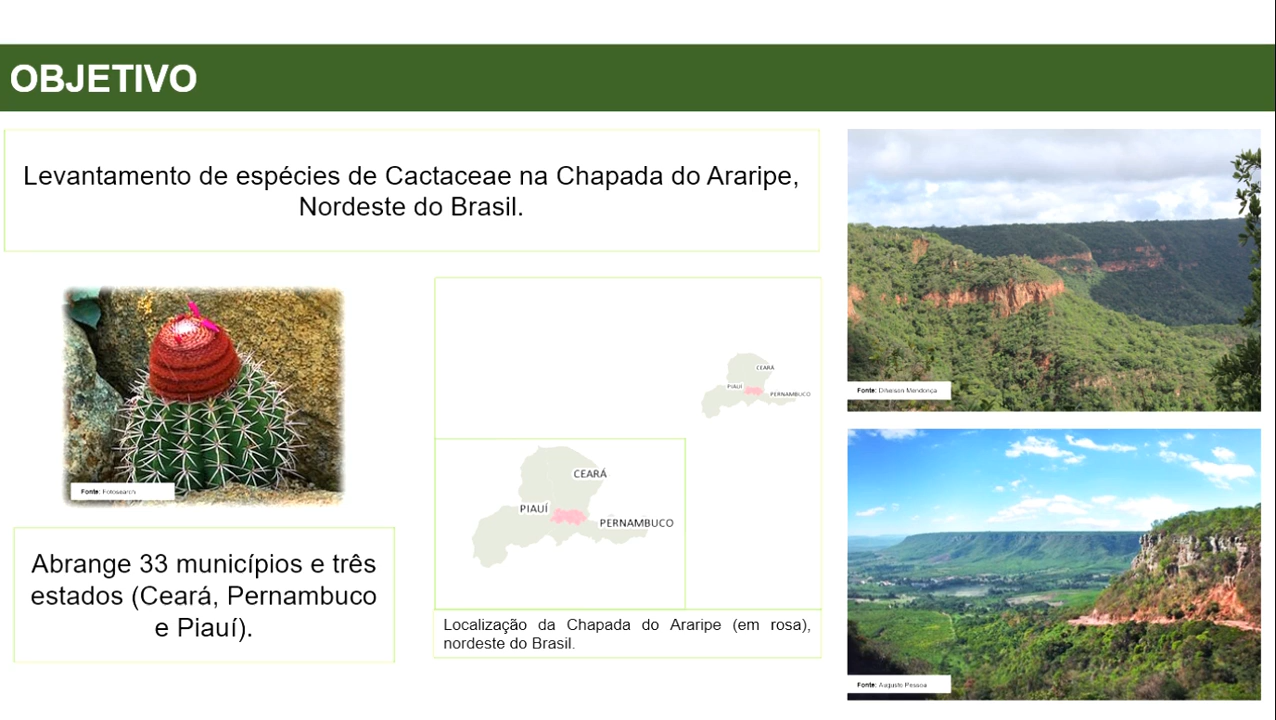 OBJETIVO
Levantamento de espécies de Cactaceae na Chapada do Araripe,
Nordeste do Brasil.
Fonte: Fotosearch
Abrange 33 municípios e três
estados (Ceará, Pernambuco
e Piauí).
CEARÁ
PIAUÍ
PERNAMBUCO
CEARÁ
PIAUÍ
PERNAMBUCO
Localização da Chapada do Araripe (em rosa),
nordeste do Brasil.
Fonte: Mendonça
Fonte: Augusto Pessoa